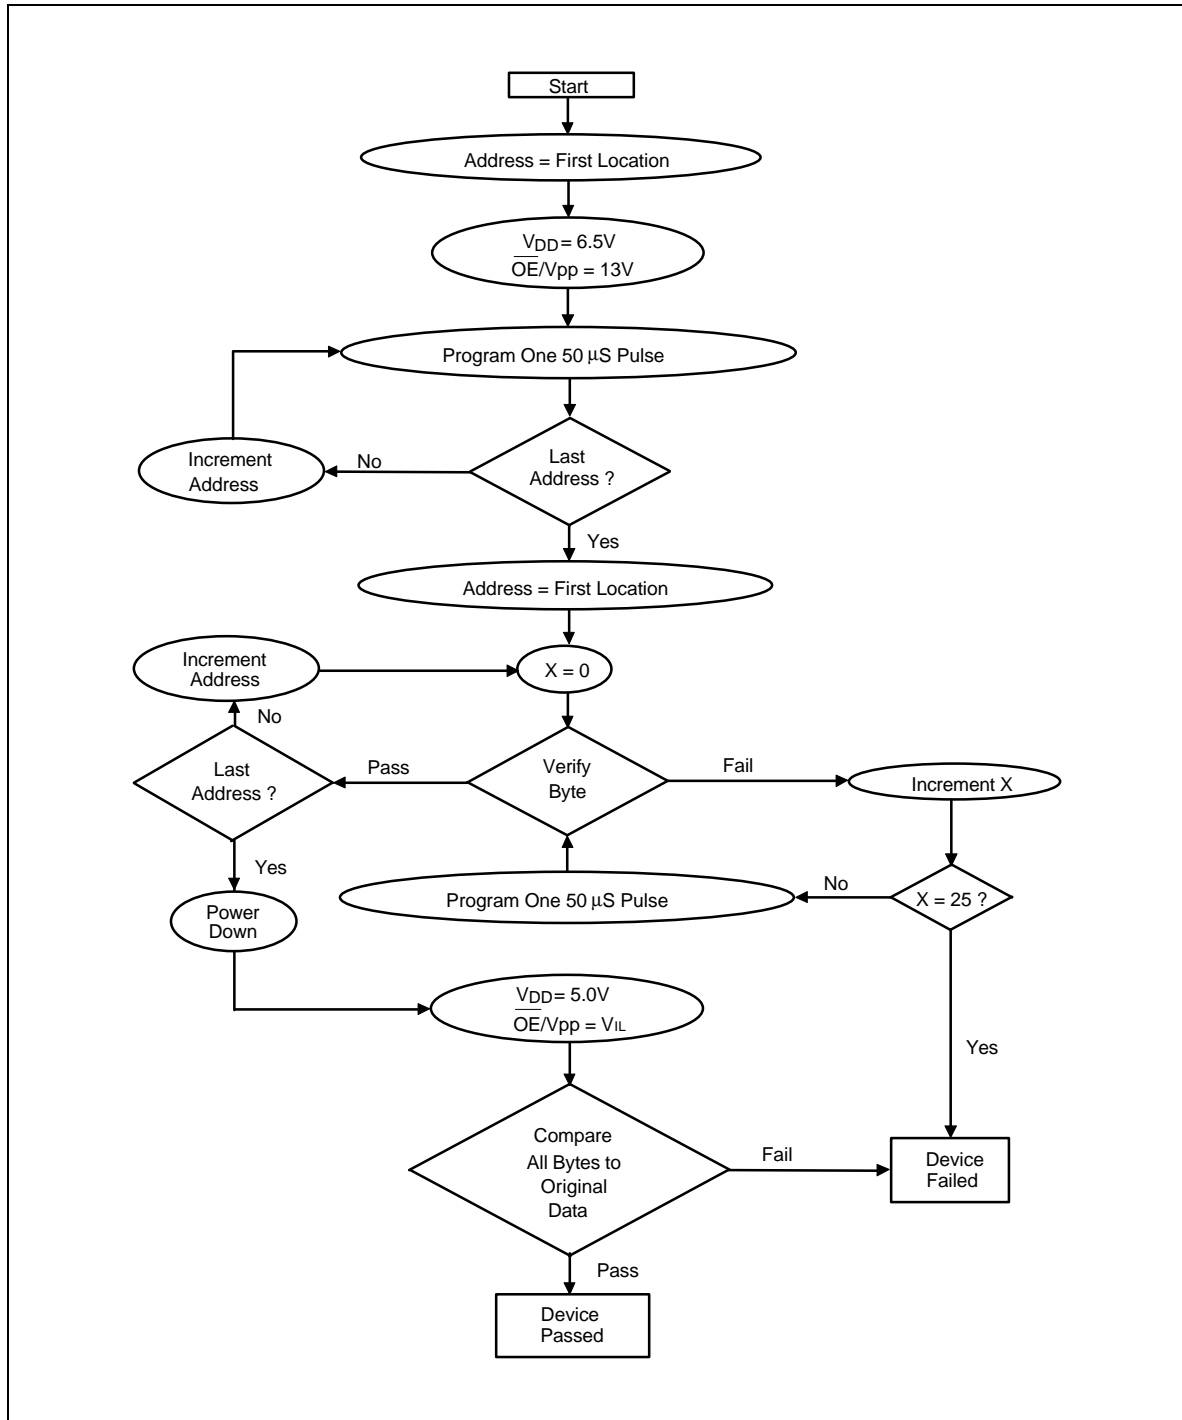 Start
Address = First Location
VDD = 6.5V
OE/Vpp = 13V
Program One 50 μS Pulse
Increment
Address
No
Last
Address ?
Yes
Address = First Location
Increment
Address
X = 0
No
Last
Address ?
Pass
Verify
Byte
Fail
Increment X
Yes
Program One 50 μS Pulse
No
X = 25 ?
Power
Down
VDD = 5.0V
OE/Vpp = VIL
Yes
Compare
All Bytes to
Original
Data
Fail
Device
Failed
Pass
Device
Passed